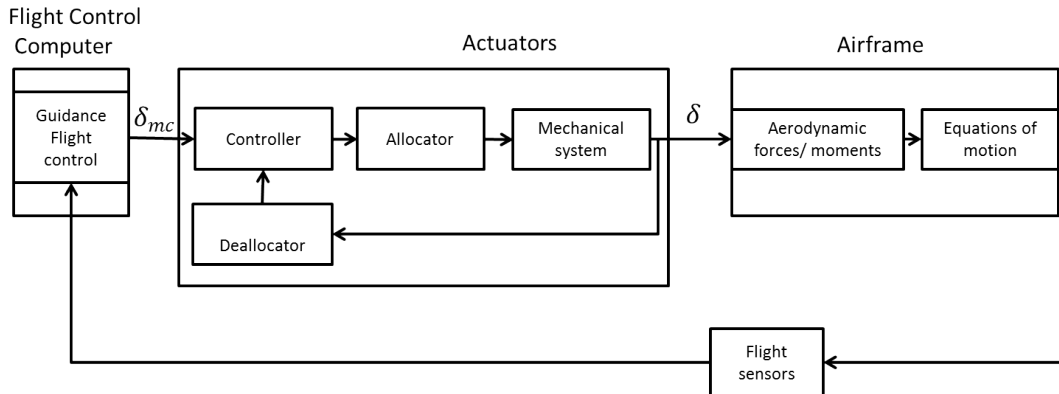 Flight Control
Computer
Actuators
Airframe
Guidance
Flight
control
δₘ꜀
Controller
Allocator
Mechanical
system
δ
Aerodynamic
forces/ moments
Equations of
motion
Deallocator
Flight
sensors